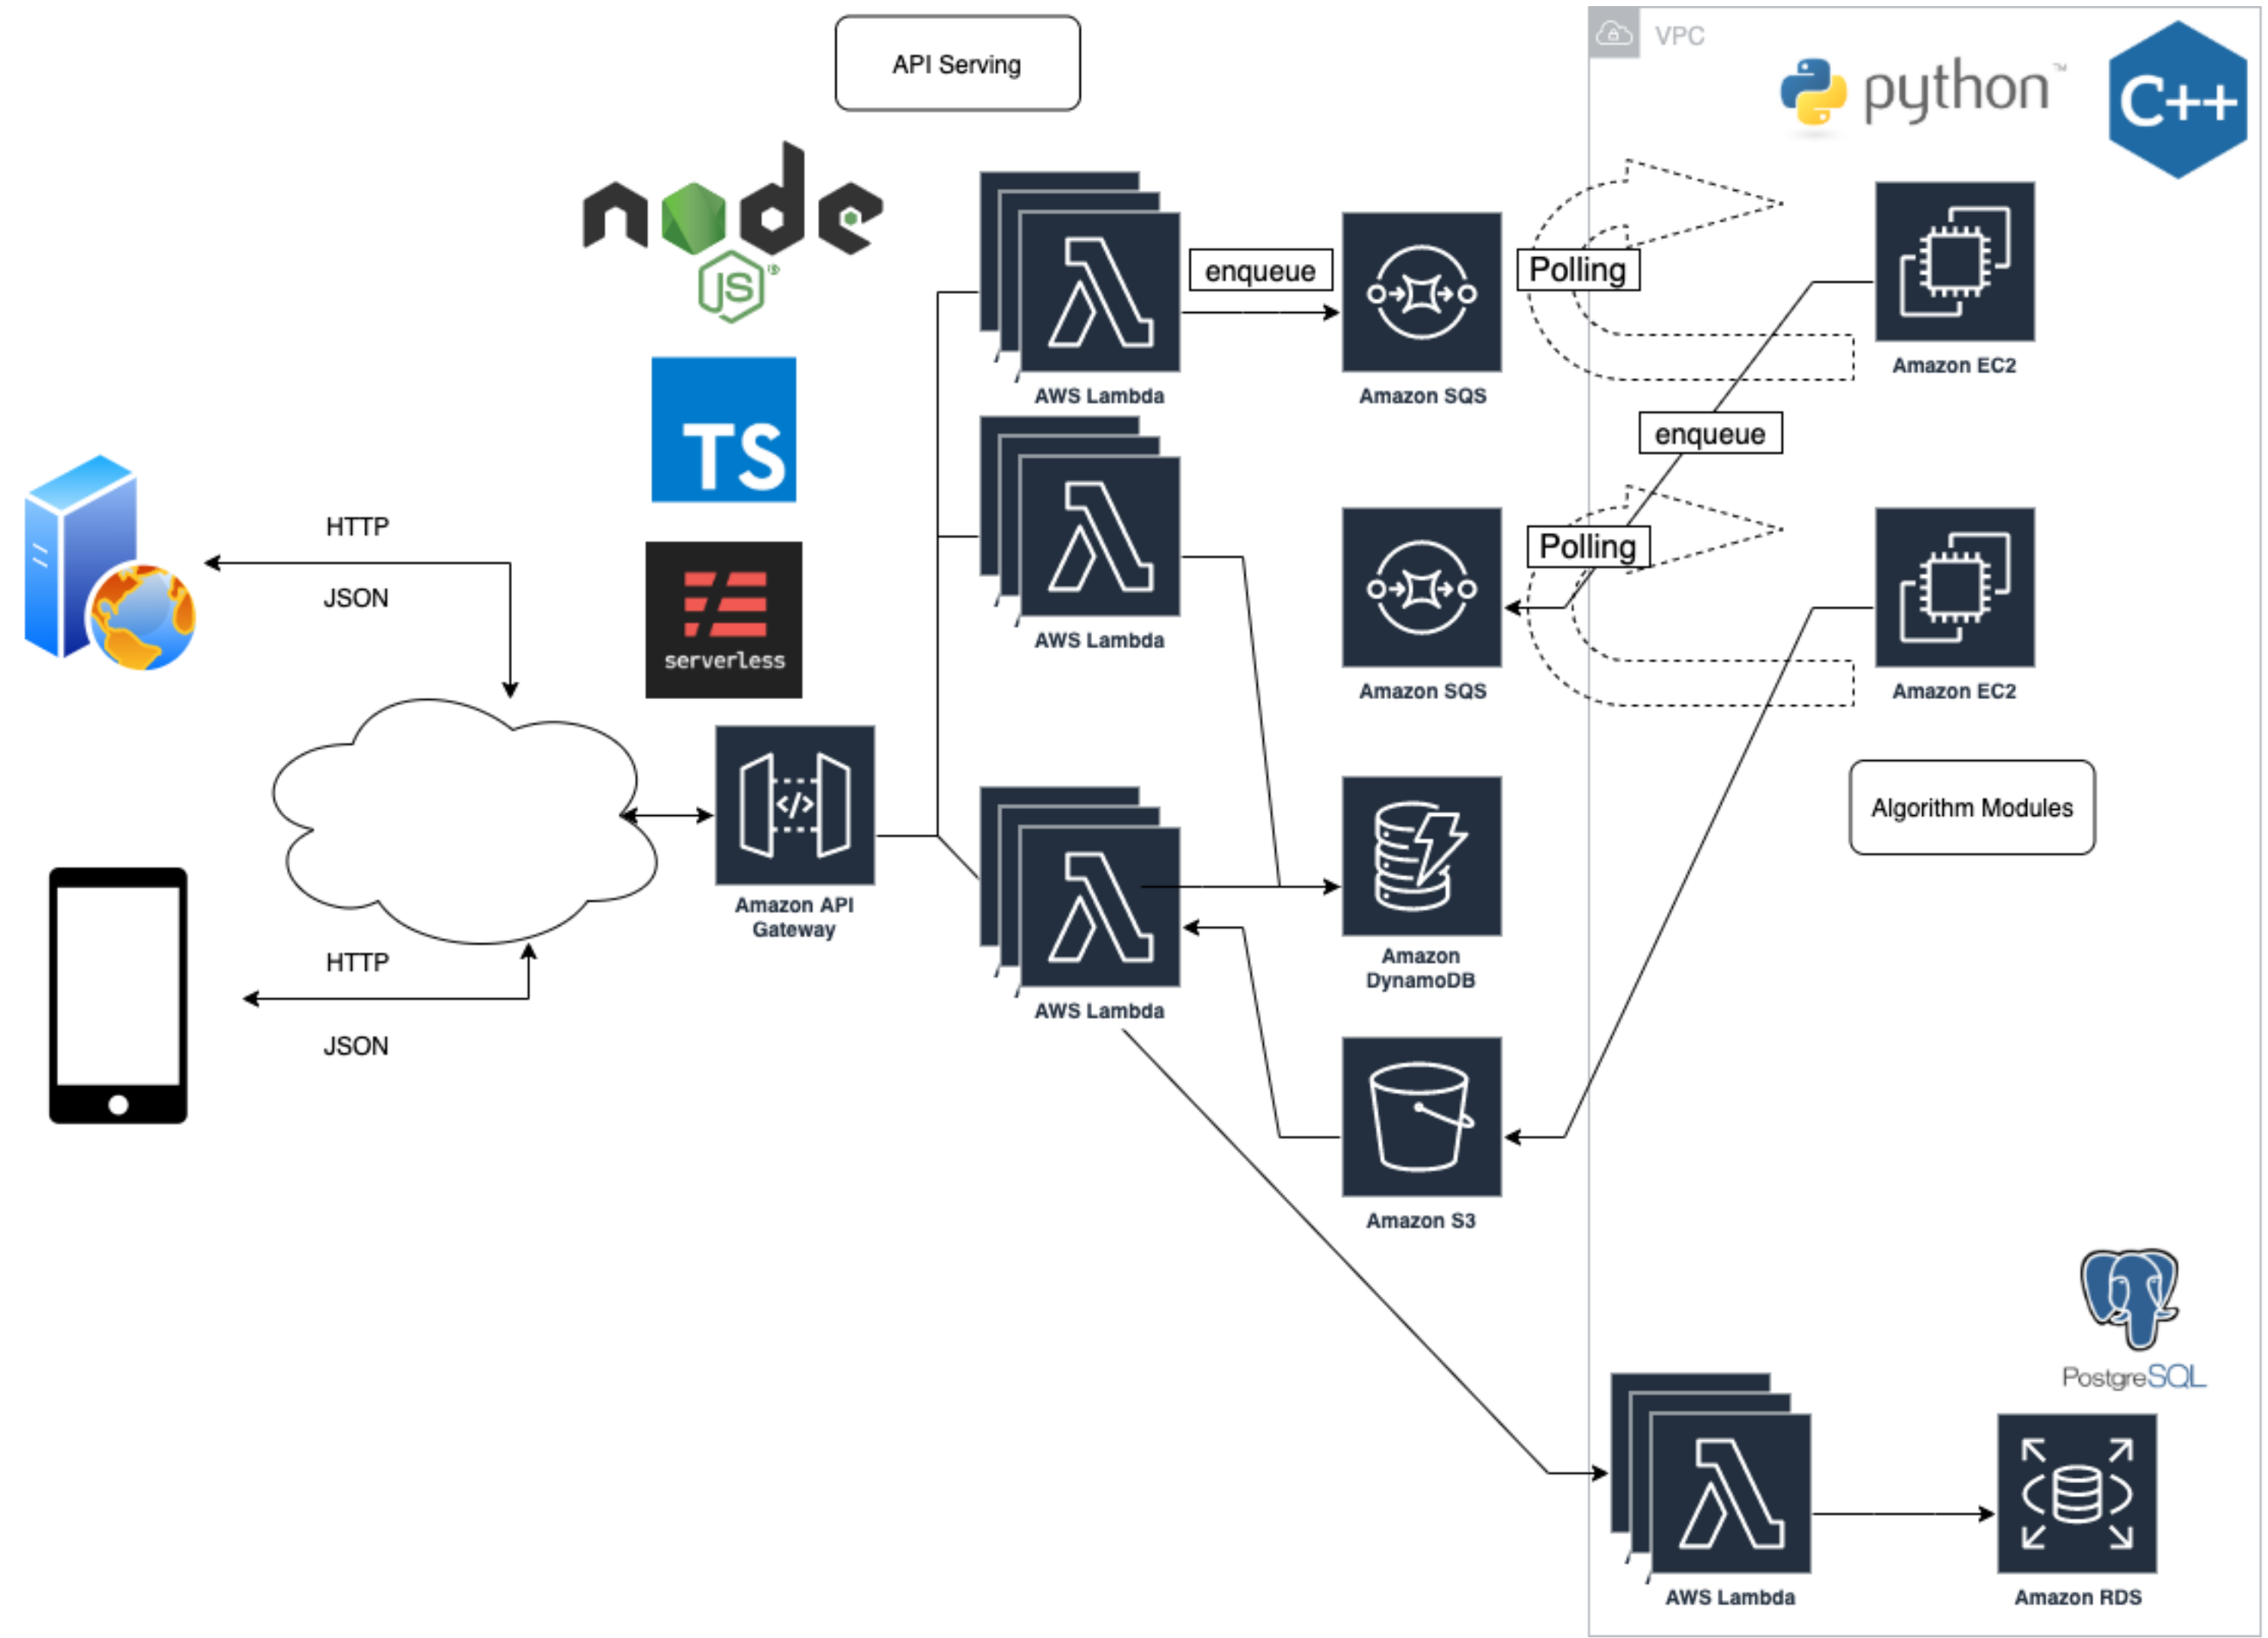 API Serving
VPC
python
TM
C++
node
JS
enqueue
Polling
AWS Lambda
Amazon SQS
Amazon EC2
TS
enqueue
HTTP
JSON
Polling
serverless
AWS Lambda
Amazon SQS
Amazon EC2
</>
Algorithm Modules
Amazon API
Gateway
HTTP
JSON
AWS Lambda
Amazon
DynamoDB
Amazon S3
PostgreSQL
AWS Lambda
Amazon RDS